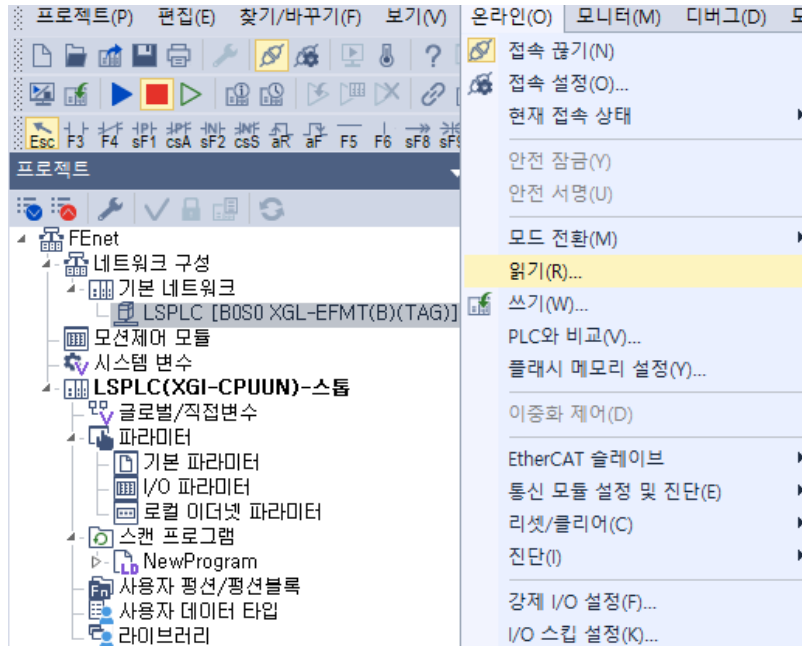 프로젝트(P) 편집(E) 찾기/바꾸기(F) 보기(V) 온라인(O) 모니터(M) 디버그(D)
Esc F3 F4 sF1 csA sF2 csS aR aF F5 F6 sF8
프로젝트
FEnet
네트워크 구성
기본 네트워크
LSPLC [B0S0 XGL-EFMT(B)(TAG)]
모션제어 모듈
시스템 변수
LSPLC(XGI-CPUUN)-스톱
글로벌/직접변수
파라미터
기본 파라미터
I/O 파라미터
로컬 이더넷 파라미터
스캔 프로그램
NewProgram
사용자 펑션/펑션블록
사용자 데이터 타입
라이브러리
접속 끊기(N)
접속 설정(O)...
현재 접속 상태
안전 잠금(Y)
안전 서명(U)
모드 전환(M)
읽기(R)...
쓰기(W)...
PLC와 비교(V)...
플래시 메모리 설정(Y)...
이중화 제어(D)
EtherCAT 슬레이브
통신 모듈 설정 및 진단(E)
리셋/클리어(C)
진단(I)
강제 I/O 설정(F)...
I/O 스킵 설정(K)...